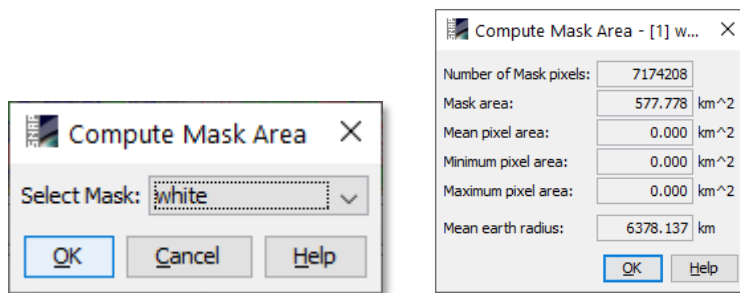 SNAP Compute Mask Area
Select Mask: white
OK Cancel Help
SNAP Compute Mask Area - [1] w...
Number of Mask pixels: 7174208
Mask area: 577.778 km^2
Mean pixel area: 0.000 km^2
Minimum pixel area: 0.000 km^2
Maximum pixel area: 0.000 km^2
Mean earth radius: 6378.137 km
OK Help